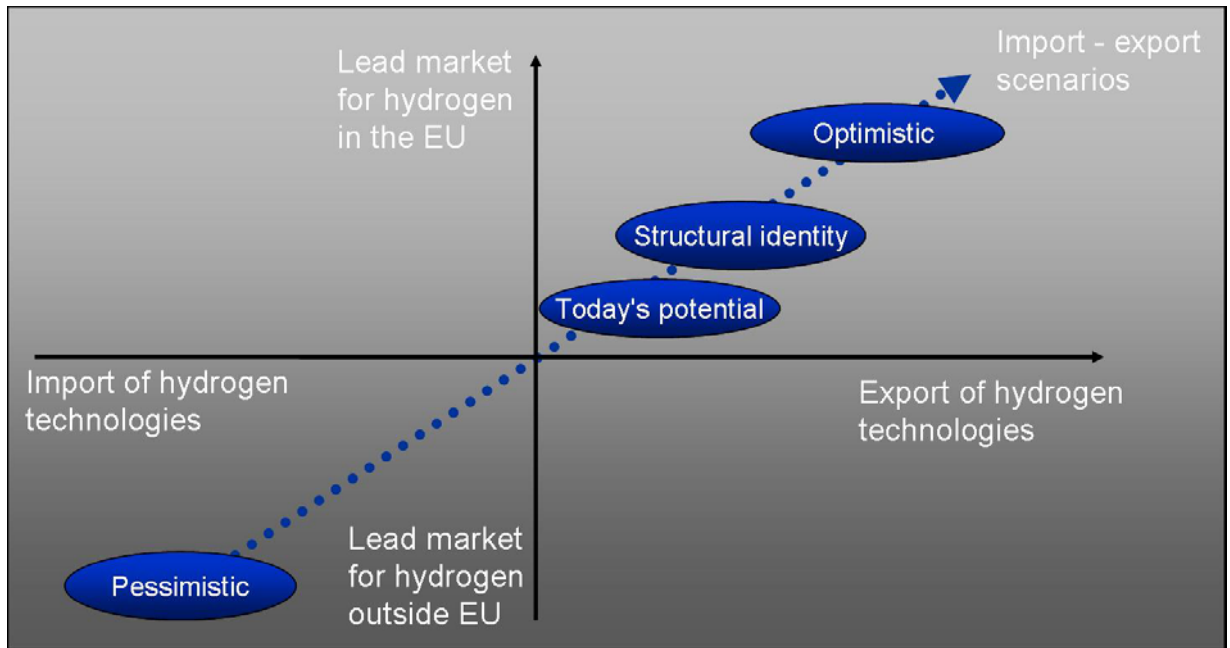 Lead market
for hydrogen
in the EU
Import - export
scenarios
Optimistic
Structural identity
Today's potential
Import of hydrogen
technologies
Export of hydrogen
technologies
Lead market
for hydrogen
outside EU
Pessimistic